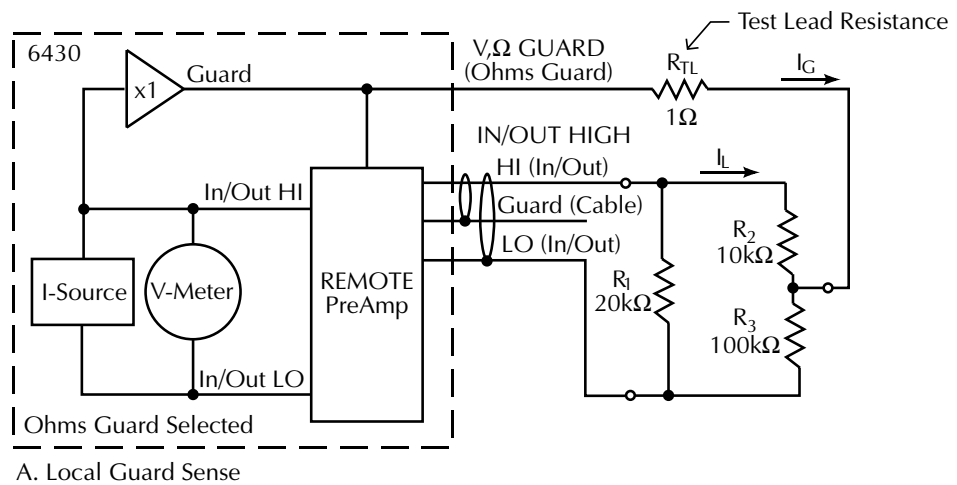 Test Lead Resistance
6430
V,Ω GUARD
(Ohms Guard)
R_TL
I_G
Guard
x1
1Ω
IN/OUT HIGH
HI (In/Out)
I_L
In/Out HI
Guard (Cable)
LO (In/Out)
R_2
10kΩ
I-Source
V-Meter
REMOTE
PreAmp
R_1
20kΩ
R_3
100kΩ
In/Out LO
Ohms Guard Selected
A. Local Guard Sense